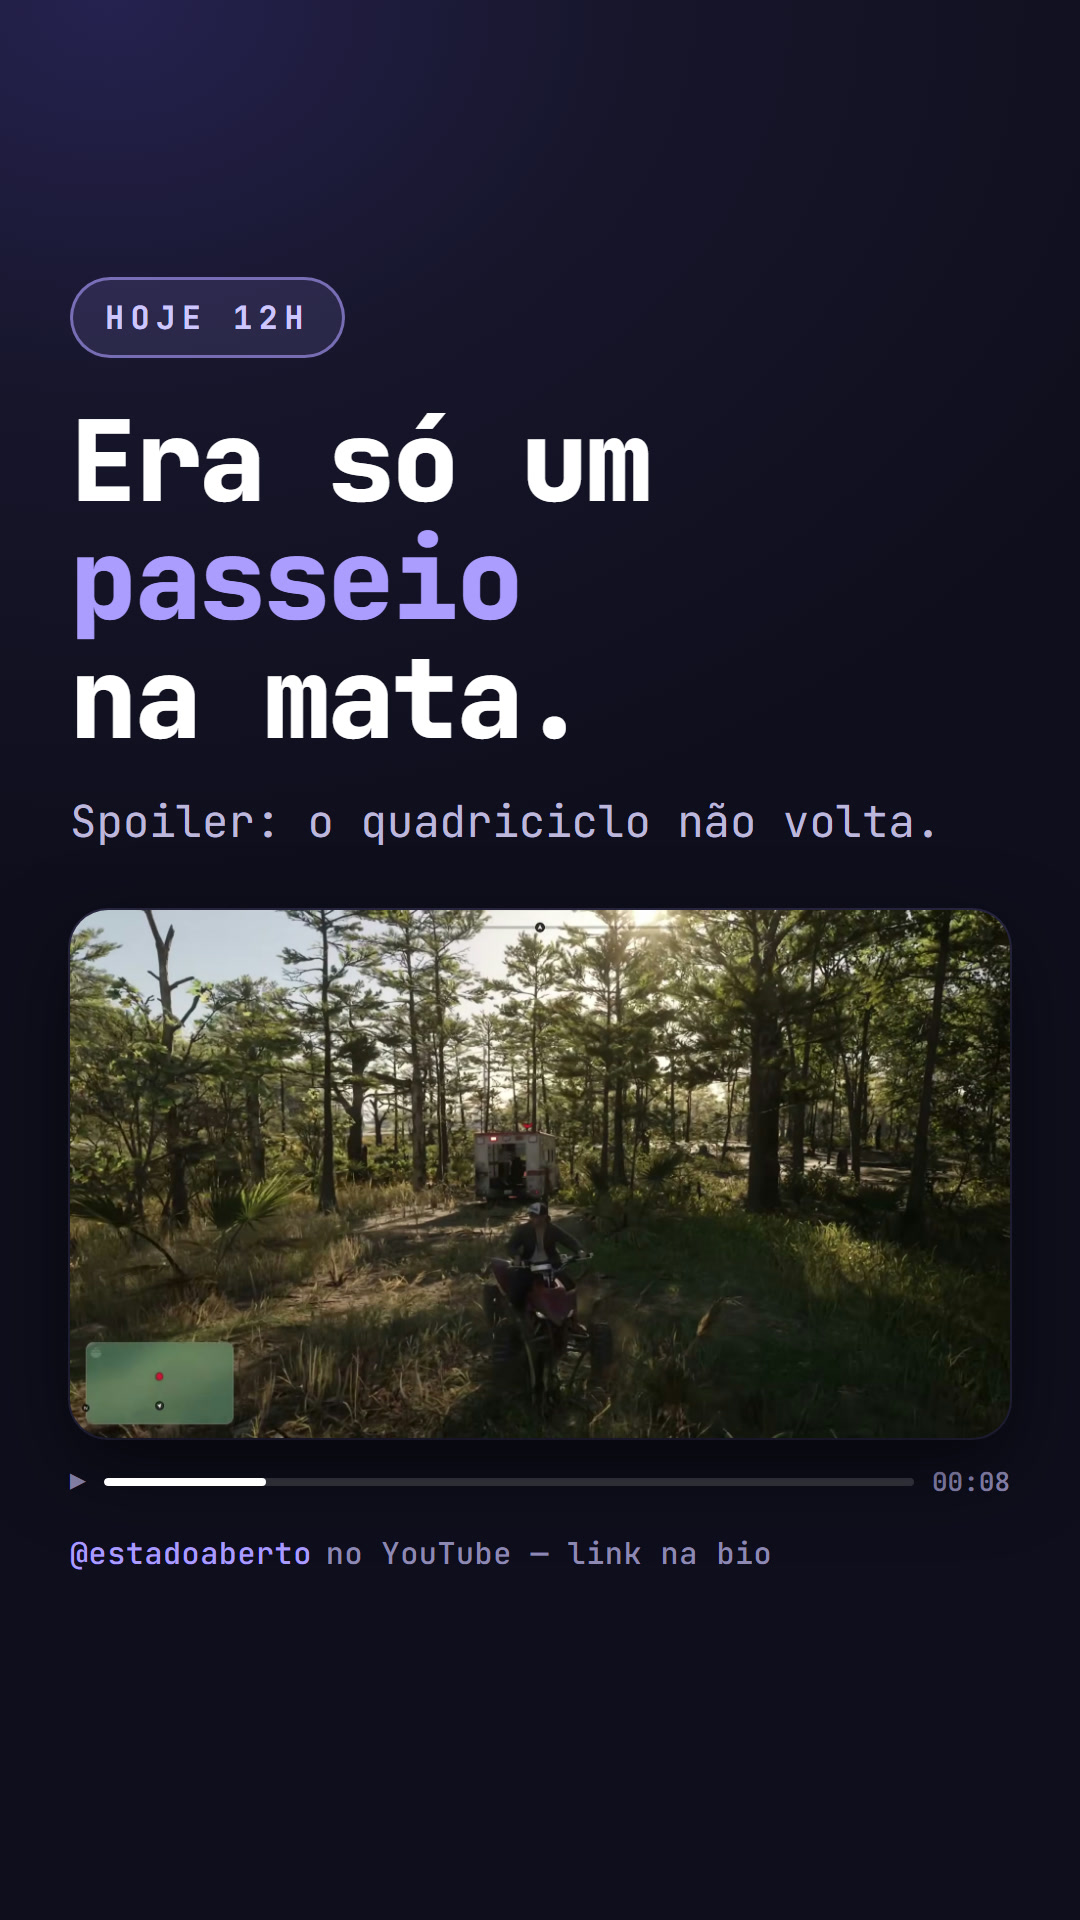 HOJE 12H
Era só um
passeio
na mata.
Spoiler: o quadriciclo não volta.
00:08
@estadoaberto no YouTube — link na bio